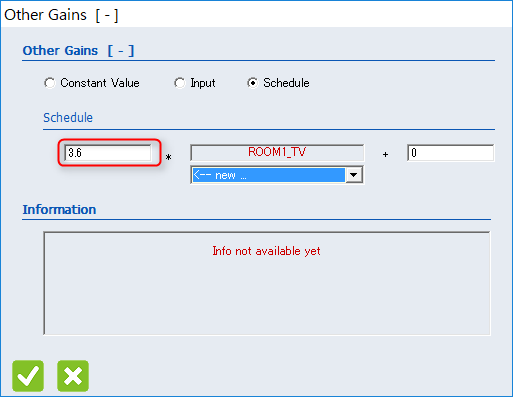 Other Gains [ - ]
Other Gains [ - ]
Constant Value Input Schedule
Schedule
3.6 * ROOM1_TV + 0
<-- new ...
Information
Info not available yet